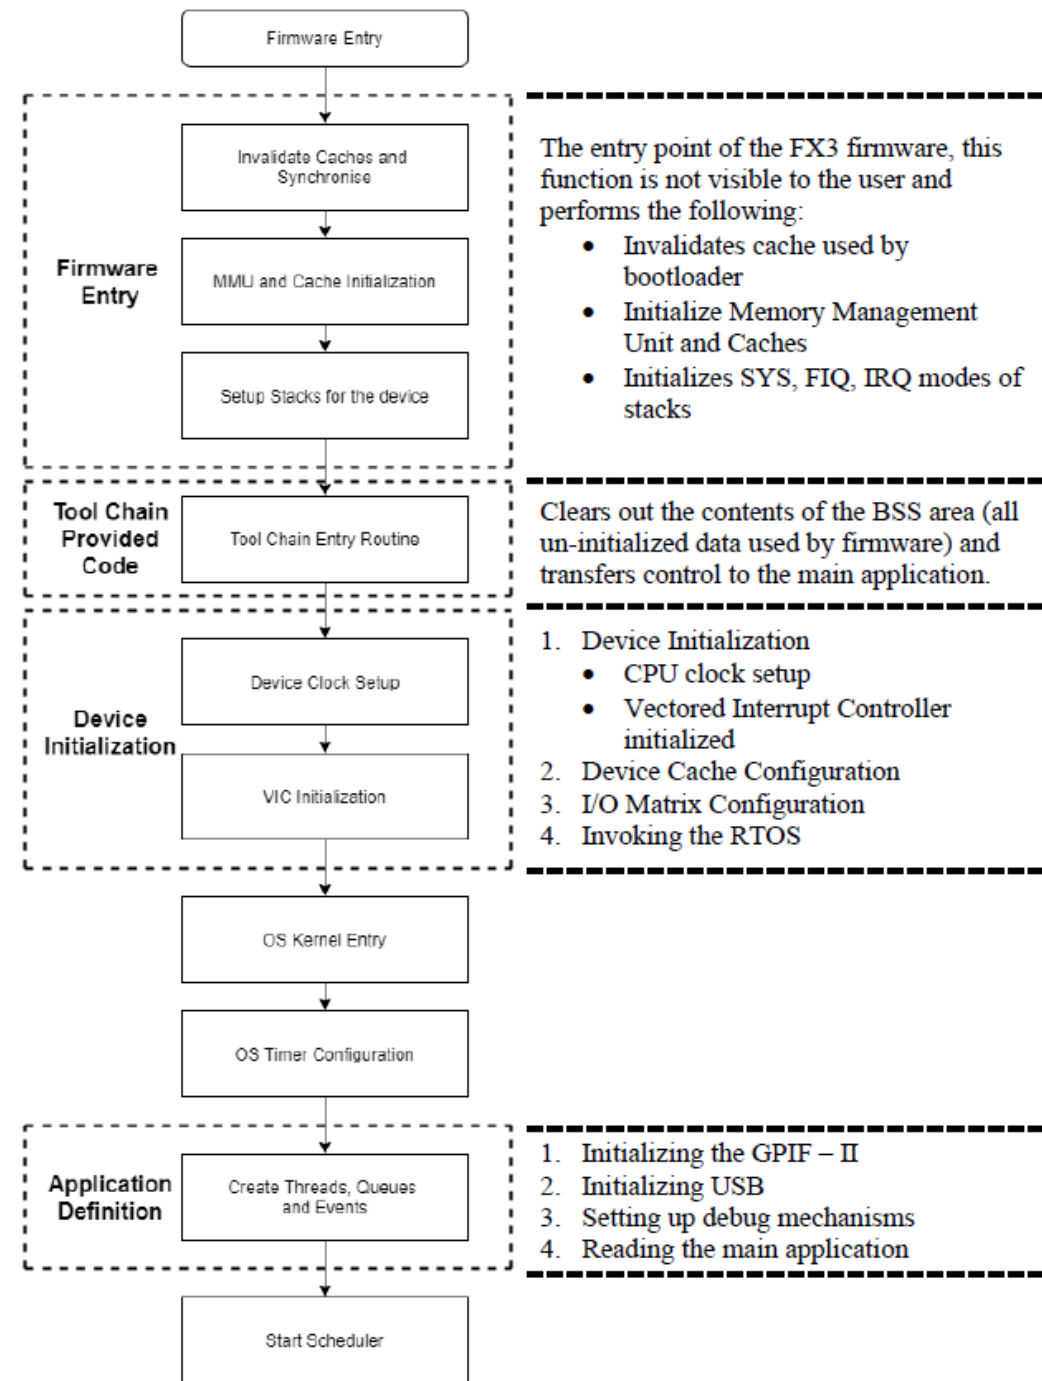 Firmware Entry
Invalidate Caches and
Synchronise
MMU and Cache Initialization
Setup Stacks for the device
Firmware
Entry
The entry point of the FX3 firmware, this
function is not visible to the user and
performs the following:
• Invalidates cache used by
bootloader
• Initialize Memory Management
Unit and Caches
• Initializes SYS, FIQ, IRQ modes of
stacks
Tool Chain
Provided
Code
Tool Chain Entry Routine
Clears out the contents of the BSS area (all
un-initialized data used by firmware) and
transfers control to the main application.
Device
Initialization
Device Clock Setup
VIC Initialization
1. Device Initialization
• CPU clock setup
• Vectored Interrupt Controller
initialized
2. Device Cache Configuration
3. I/O Matrix Configuration
4. Invoking the RTOS
OS Kernel Entry
OS Timer Configuration
Application
Definition
Create Threads, Queues
and Events
1. Initializing the GPIF – II
2. Initializing USB
3. Setting up debug mechanisms
4. Reading the main application
Start Scheduler